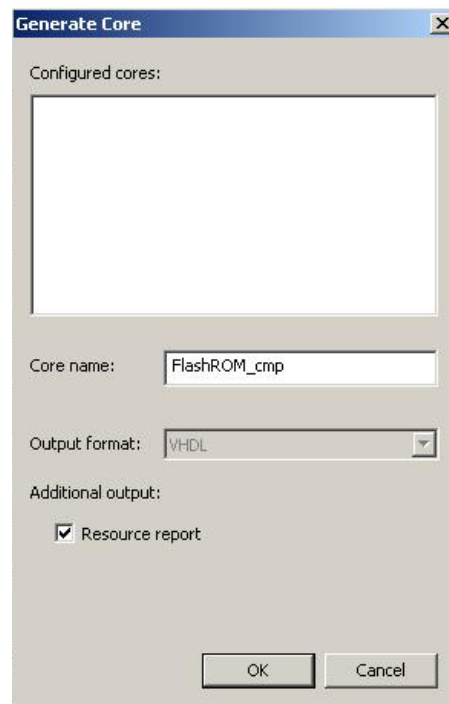 Generate Core
Configured cores:
Core name: FlashROM_cmp
Output format: VHDL
Additional output:
Resource report
OK Cancel